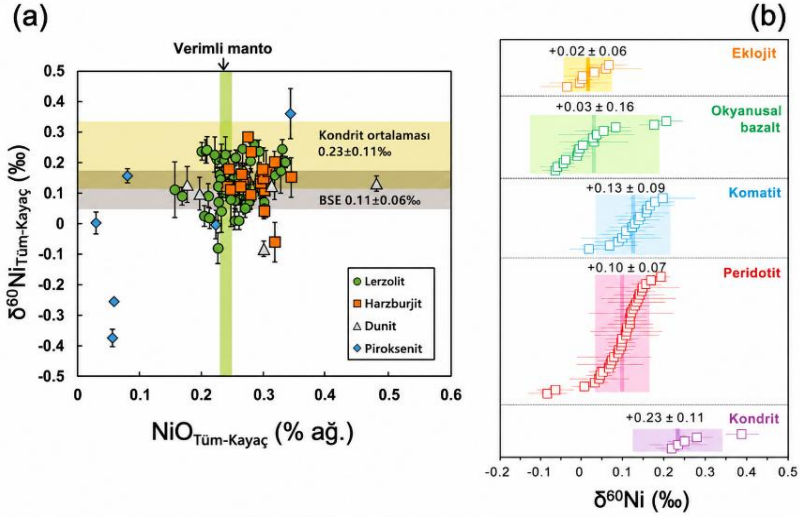 (a)
Verimli manto
0.5
0.4
0.3
0.2
0.1
0
-0.1
-0.2
-0.3
-0.4
-0.5
δ⁶⁰Ni Tüm-Kayaç (‰)
Kondrit ortalaması
0.23±0.11‰
BSE 0.11±0.06‰
Lerzolit
Harzburjit
Dunit
Piroksenit
0 0.1 0.2 0.3 0.4 0.5 0.6
NiO Tüm-Kayaç (% ağ.)
(b)
+0.02 ± 0.06
Eklojit
+0.03 ± 0.16
Okyanusal
bazalt
+0.13 ± 0.09
Komatit
+0.10 ± 0.07
Peridotit
+0.23 ± 0.11
Kondrit
-0.2 -0.1 0 0.1 0.2 0.3 0.4 0.5
δ⁶⁰Ni (‰)